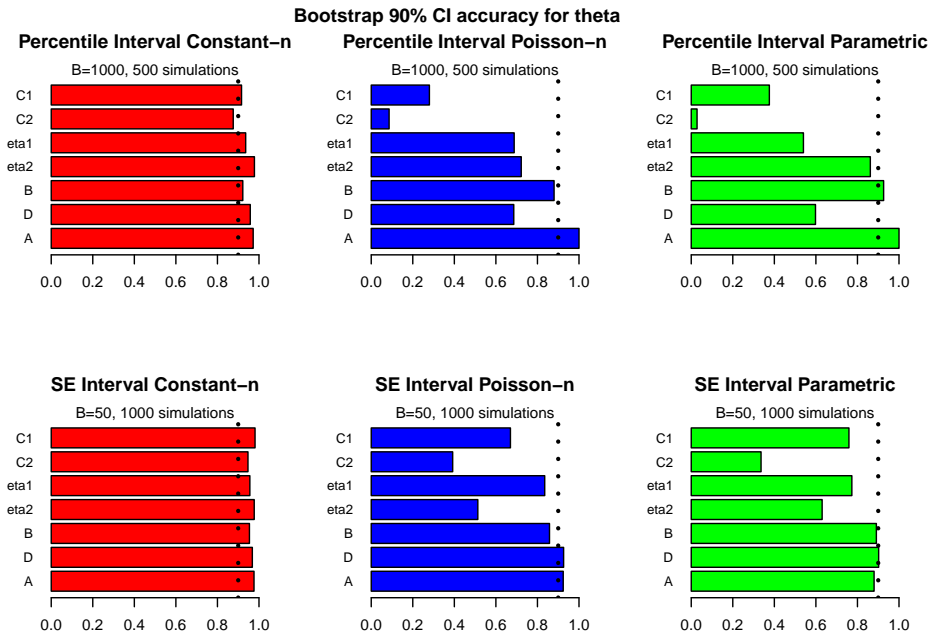 Bootstrap 90% CI accuracy for theta
Percentile Interval Constant−n
B=1000, 500 simulations
C1
C2
eta1
eta2
B
D
A
0.0 0.2 0.4 0.6 0.8 1.0
Percentile Interval Poisson−n
B=1000, 500 simulations
C1
C2
eta1
eta2
B
D
A
0.0 0.2 0.4 0.6 0.8 1.0
Percentile Interval Parametric
B=1000, 500 simulations
C1
C2
eta1
eta2
B
D
A
0.0 0.2 0.4 0.6 0.8 1.0
SE Interval Constant−n
B=50, 1000 simulations
C1
C2
eta1
eta2
B
D
A
0.0 0.2 0.4 0.6 0.8 1.0
SE Interval Poisson−n
B=50, 1000 simulations
C1
C2
eta1
eta2
B
D
A
0.0 0.2 0.4 0.6 0.8 1.0
SE Interval Parametric
B=50, 1000 simulations
C1
C2
eta1
eta2
B
D
A
0.0 0.2 0.4 0.6 0.8 1.0